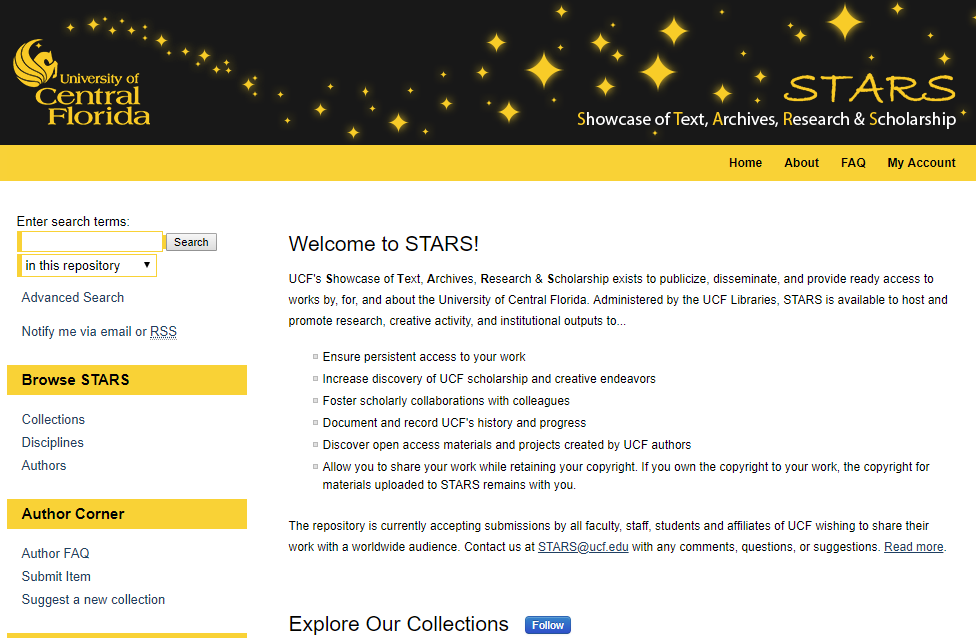 University of
Central
Florida
STARS
Showcase of Text, Archives, Research & Scholarship
Home About FAQ My Account
Enter search terms:
Search
in this repository
Advanced Search
Notify me via email or RSS
Browse STARS
Collections
Disciplines
Authors
Author Corner
Author FAQ
Submit Item
Suggest a new collection
Welcome to STARS!
UCF's Showcase of Text, Archives, Research & Scholarship exists to publicize, disseminate, and provide ready access to
works by, for, and about the University of Central Florida. Administered by the UCF Libraries, STARS is available to host and
promote research, creative activity, and institutional outputs to...
Ensure persistent access to your work
Increase discovery of UCF scholarship and creative endeavors
Foster scholarly collaborations with colleagues
Document and record UCF's history and progress
Discover open access materials and projects created by UCF authors
Allow you to share your work while retaining your copyright. If you own the copyright to your work, the copyright for
materials uploaded to STARS remains with you.
The repository is currently accepting submissions by all faculty, staff, students and affiliates of UCF wishing to share their
work with a worldwide audience. Contact us at STARS@ucf.edu with any comments, questions, or suggestions. Read more.
Explore Our Collections Follow